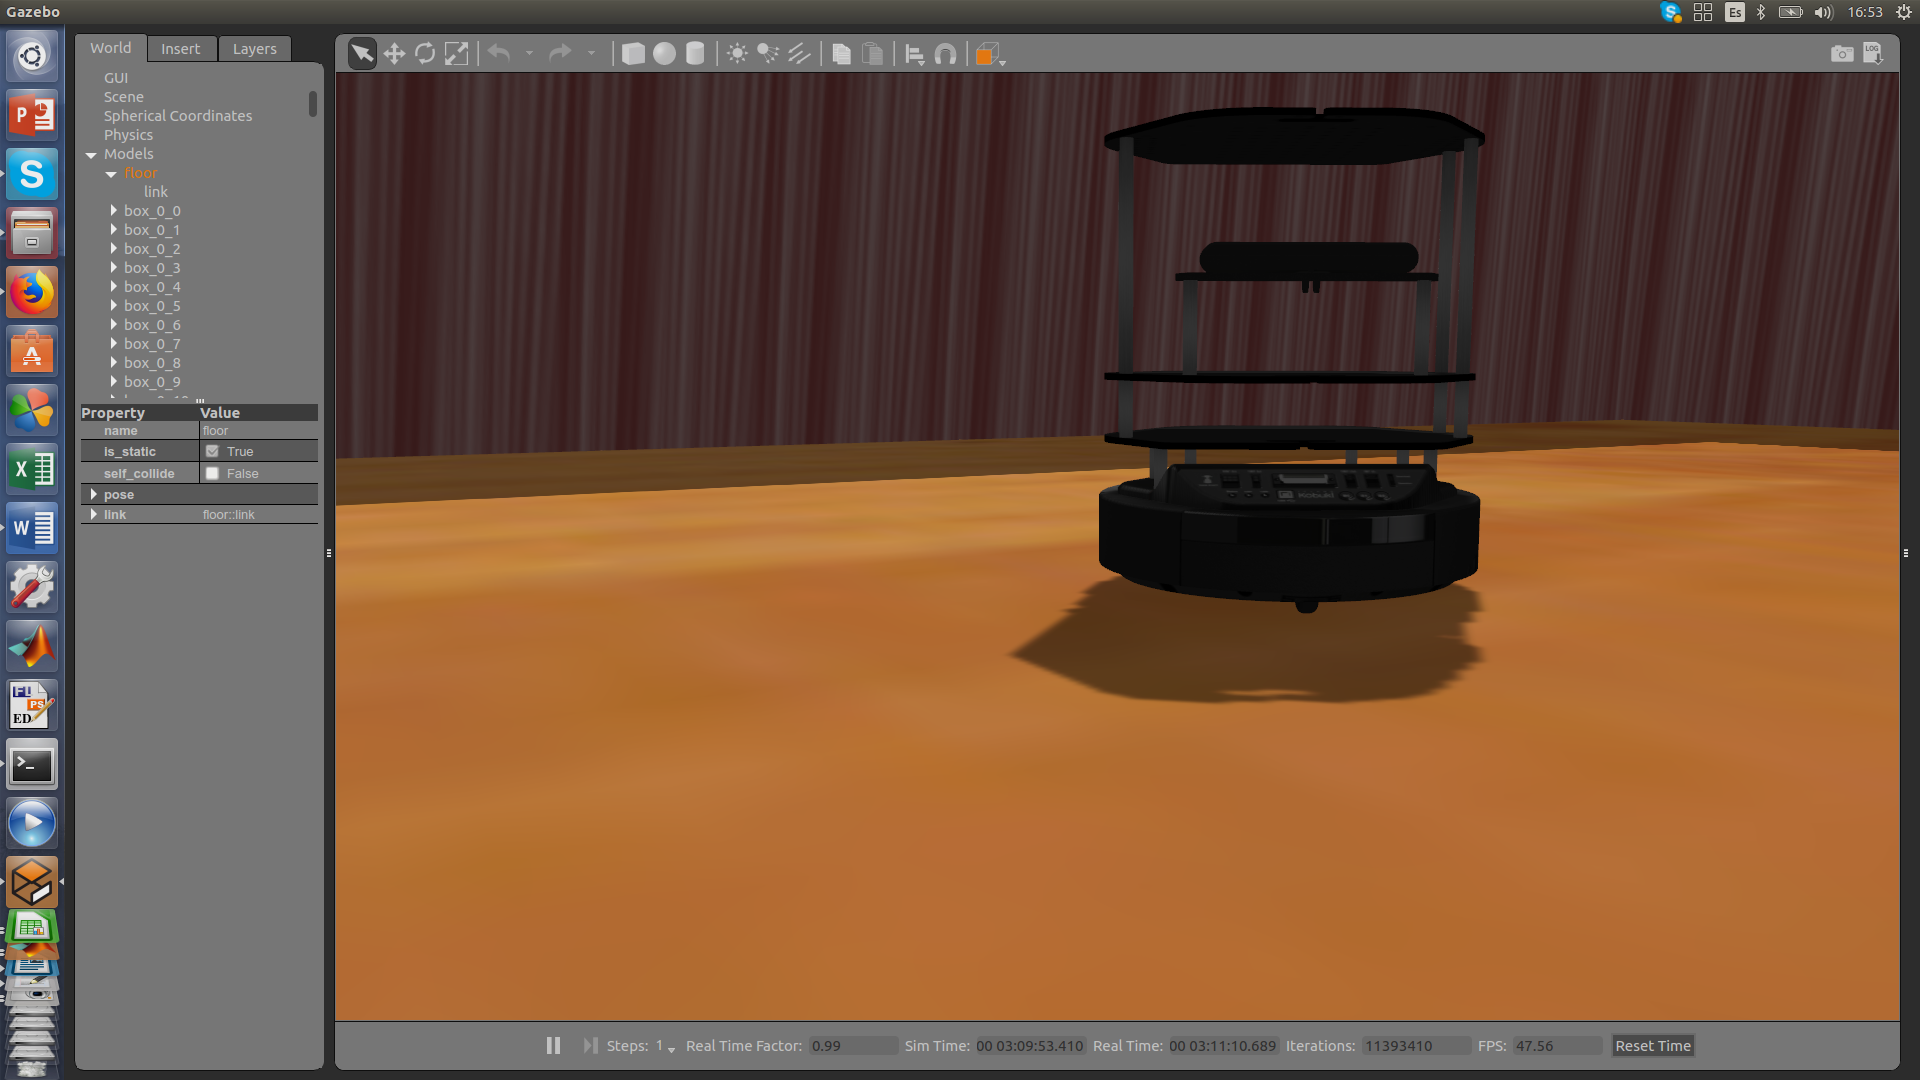 Gazebo
Es
16:53
World
Insert
Layers
LOG
GUI
Scene
Spherical Coordinates
Physics
Models
floor
link
box_0_0
box_0_1
box_0_2
box_0_3
box_0_4
box_0_5
box_0_6
box_0_7
box_0_8
box_0_9
Property Value
name floor
is_static True
self_collide False
pose
link floor::link
Kobuki
Steps: 1
Real Time Factor: 0.99
Sim Time: 00 03:09:53.410
Real Time: 00 03:11:10.689
Iterations: 11393410
FPS: 47.56
Reset Time